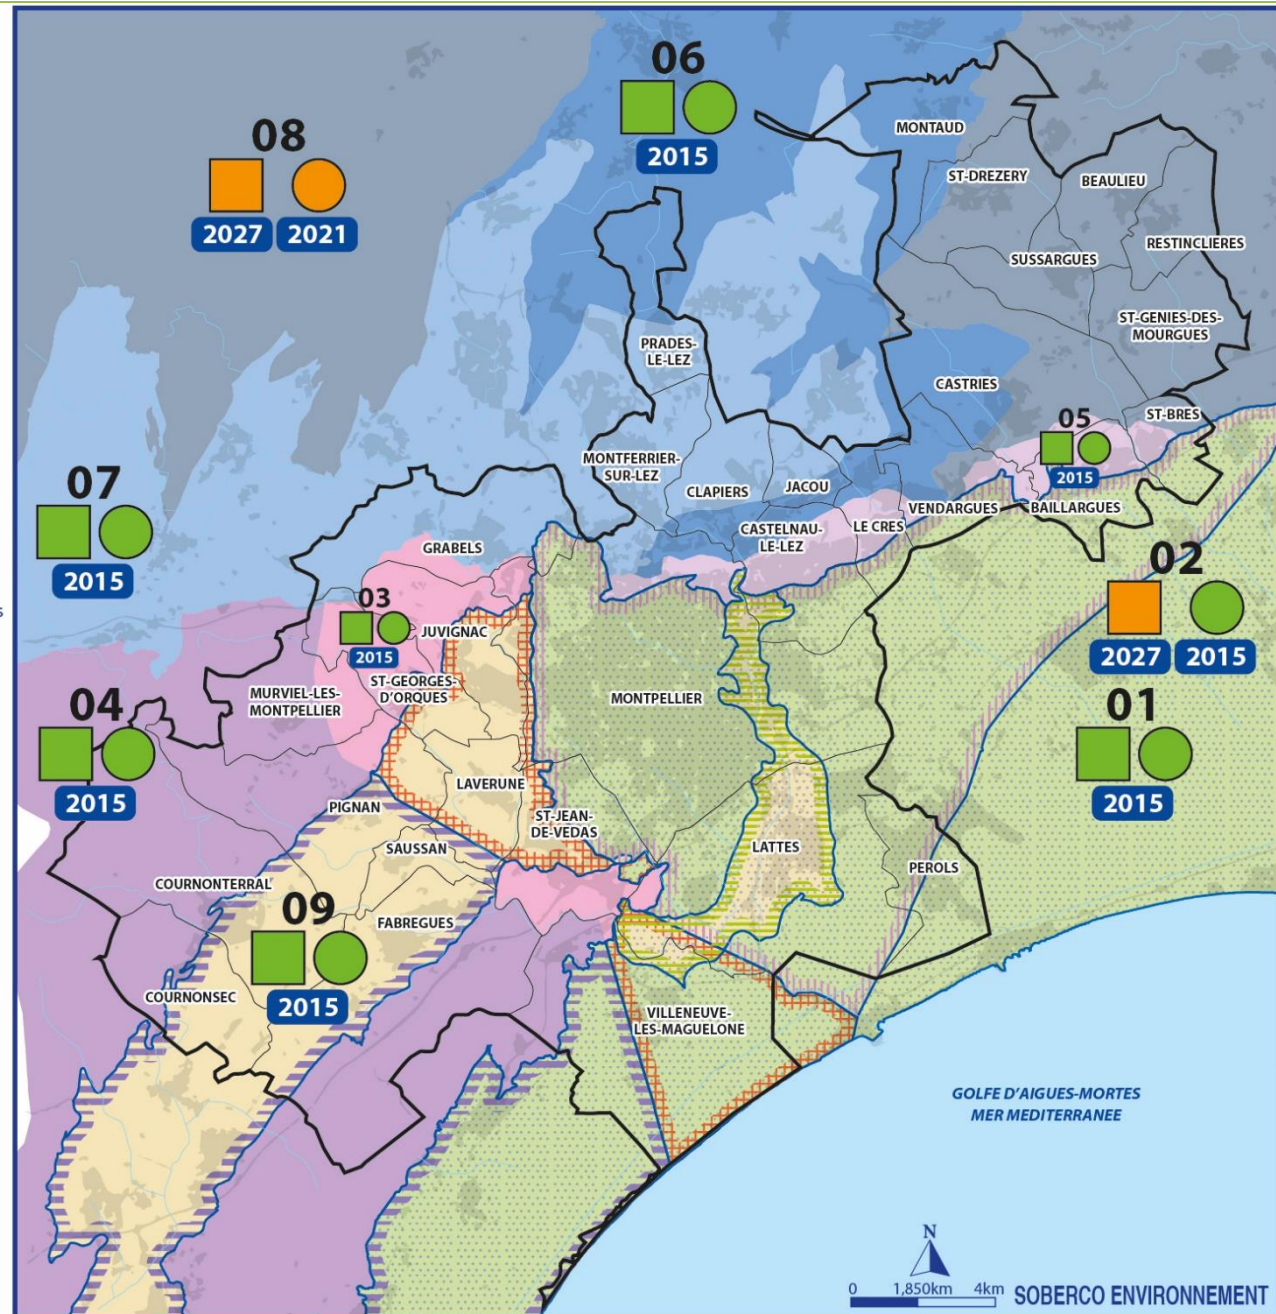 06
2015
08
2027 2021
MONTAUD
ST-DREZERY
BEAULIEU
RESTINCLIERES
SUSSARGUES
ST-GENIES-DES-
MOURGUES
PRADES-
LE-LEZ
CASTRIES
ST-BRES
05
2015
MONTFERRIER-
SUR-LEZ
CLAPIERS
JACOU
VENDARGUES
BAILLARGUES
07
2015
CASTELNAU-
LE-LEZ
LE CRES
GRABELS
02
2027 2015
03
2015
JUVIGNAC
s
ST-GEORGES-
D'ORQUES
MURVIEL-LES-
MONTPELLIER
MONTPELLIER
04
2015
01
2015
LAVERUNE
PIGNAN
ST-JEAN-
DE-VEDAS
SAUSSAN
LATTES
PEROLS
COURNONTERRAL
09
2015
FABREGUES
COURNONSEC
VILLENEUVE-
LES-MAGUELONE
GOLFE D'AIGUES-MORTES
MER MEDITERRANEE
N
0 1,850km 4km
SOBERCO ENVIRONNEMENT